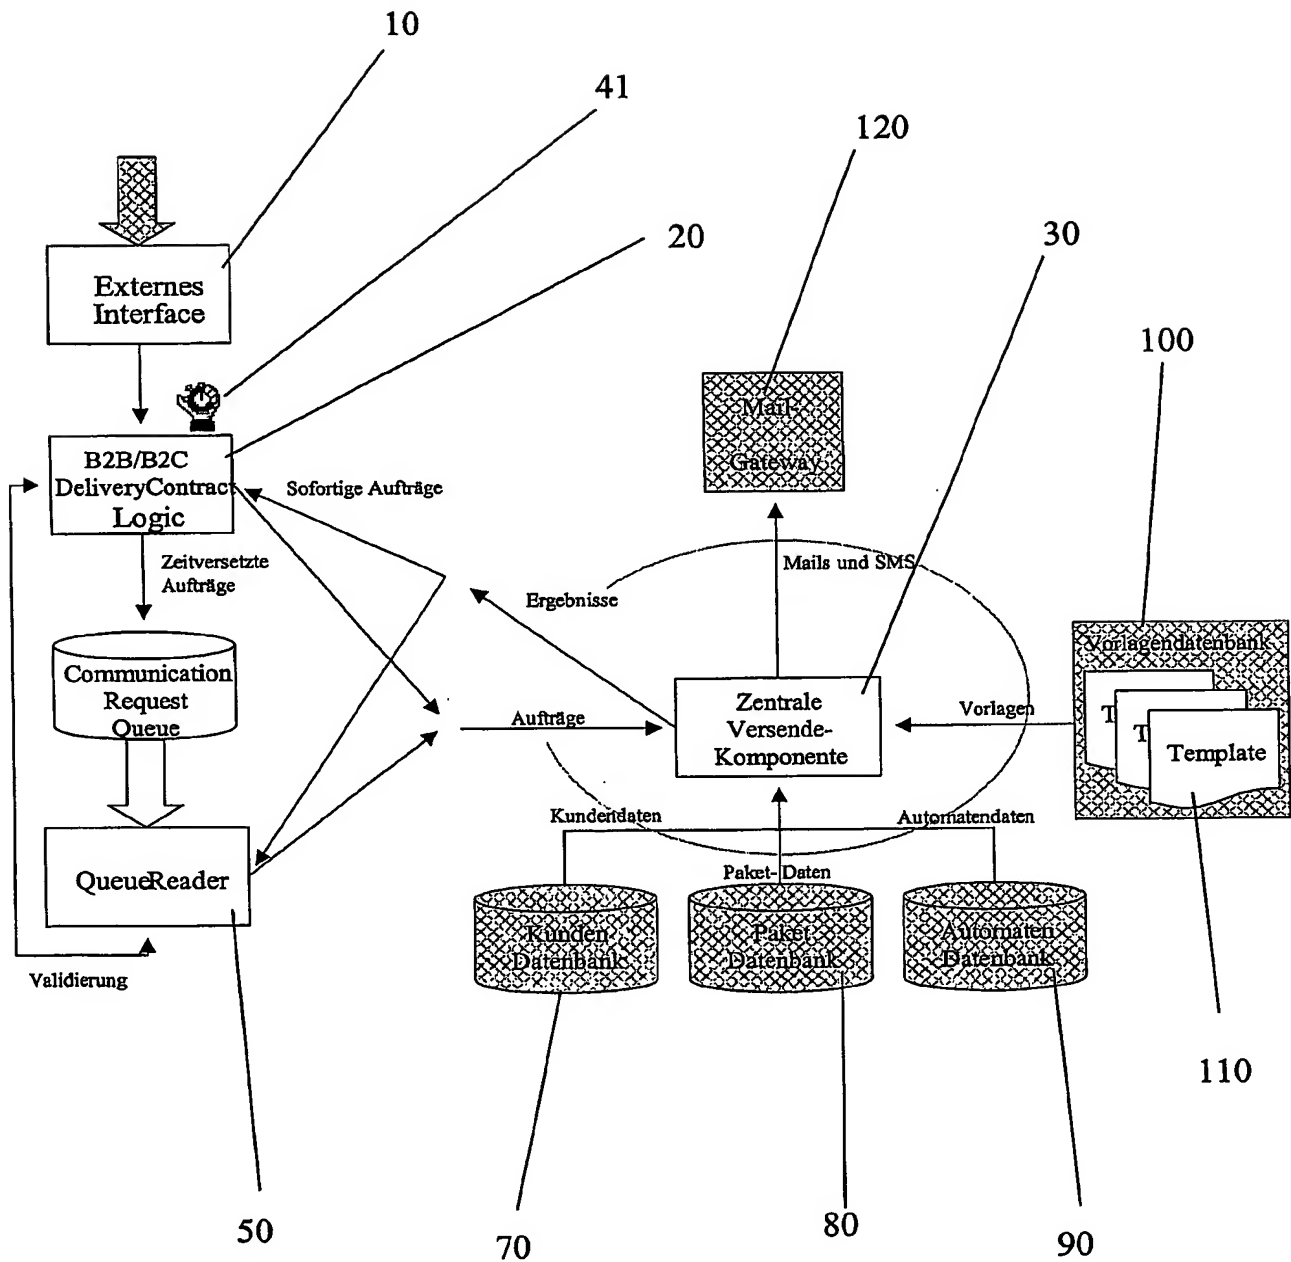 10
41
120
20
30
100
Externes
Interface
Mail-
Gateway
B2B/B2C
DeliveryContract
Logic
Sofortige Aufträge
Zeitversetzte
Aufträge
Mails und SMS
Ergebnisse
Communication
Request
Queue
Vorlagendatenbank
T
T
Template
Aufträge
Zentrale
Versende-
Komponente
Vorlagen
Kundendaten
Automatendaten
Paket-Daten
QueueReader
Kunden
Datenbank
Paket
Datenbank
Automaten
Datenbank
Validierung
110
50
70
80
90